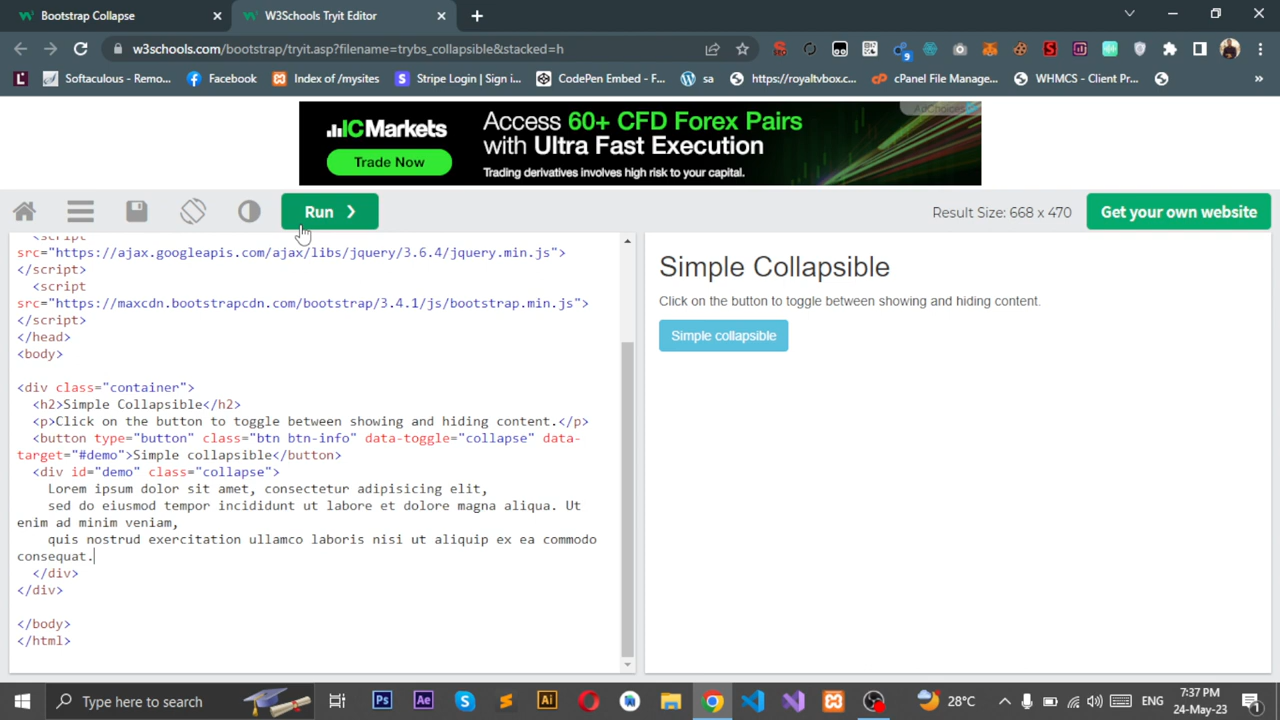 Bootstrap Collapse
W3Schools Tryit Editor
w3schools.com/bootstrap/tryit.asp?filename=trybs_collapsible&stacked=h
9
Softaculous - Remo...
Facebook
Index of /mysites
Stripe Login | Sign i...
CodePen Embed - F...
sa
https://royaltvbox.c...
cPanel File Manage...
WHMCS - Client Pr...
»
AdChoices
ICMarkets
Access 60+ CFD Forex Pairs
with Ultra Fast Execution
Trade Now
Trading derivatives involves high risk to your capital.
Run ❯
Result Size: 668 x 470
Get your own website
<script
src="https://ajax.googleapis.com/ajax/libs/jquery/3.6.4/jquery.min.js">
</script>
<script
src="https://maxcdn.bootstrapcdn.com/bootstrap/3.4.1/js/bootstrap.min.js">
</script>
</head>
<body>
<div class="container">
<h2>Simple Collapsible</h2>
<p>Click on the button to toggle between showing and hiding content.</p>
<button type="button" class="btn btn-info" data-toggle="collapse" data-
target="#demo">Simple collapsible</button>
<div id="demo" class="collapse">
Lorem ipsum dolor sit amet, consectetur adipisicing elit,
sed do eiusmod tempor incididunt ut labore et dolore magna aliqua. Ut
enim ad minim veniam,
quis nostrud exercitation ullamco laboris nisi ut aliquip ex ea commodo
consequat.
</div>
</div>
</body>
</html>
Simple Collapsible
Click on the button to toggle between showing and hiding content.
Simple collapsible
Type here to search
Ps
Ae
Ai
28°C
ENG
7:37 PM
24-May-23
1